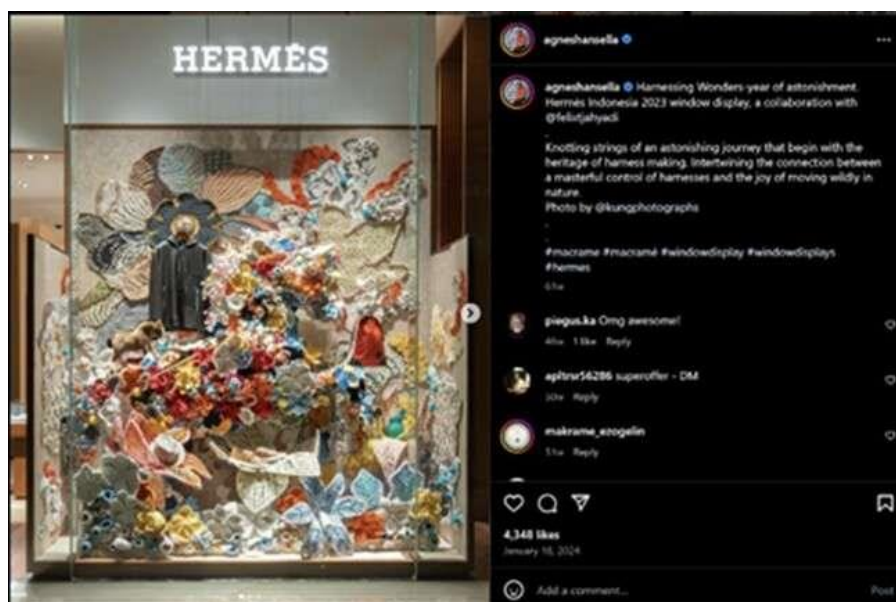 HERMÈS
agneshansella
agneshansella Harnessing Wonders-year of astonishment.
Hermès Indonesia 2023 window display, a collaboration with
@felixtjahyadi
.
Knotting strings of an astonishing journey that begin with the
heritage of harness making. Intertwining the connection between
a masterful control of harnesses and the joy of moving wildly in
nature.
Photo by @kungphotographs
.
.
#macrame #macramé #windowdisplay #windowdisplays
#hermes
piegus.ka Omg awesome!
1 like Reply
superoffer - DM
Reply
makrame_ezogelin
51w Reply
4,348 likes
January 18, 2024
Add a comment...
Post